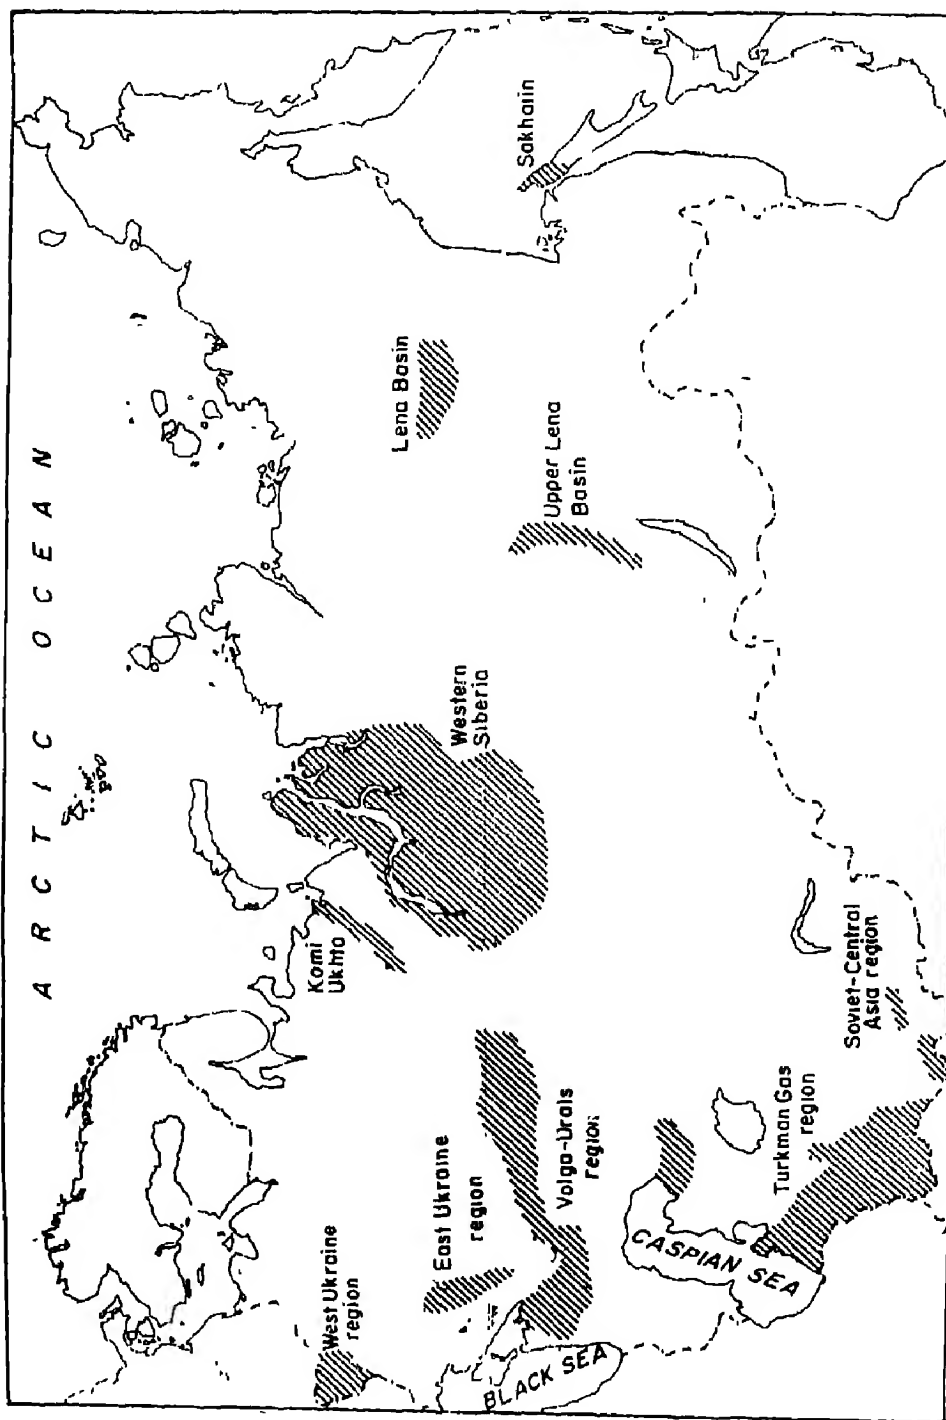 ARCTIC OCEAN
Sakhalin
Lena Basin
Upper Lena
Basin
Western
Siberia
Komi
Ukhta
Soviet-Central
Asia region
Turkman Gas
region
Volga-Urals
region
East Ukraine
region
West Ukraine
region
CASPIAN SEA
BLACK SEA